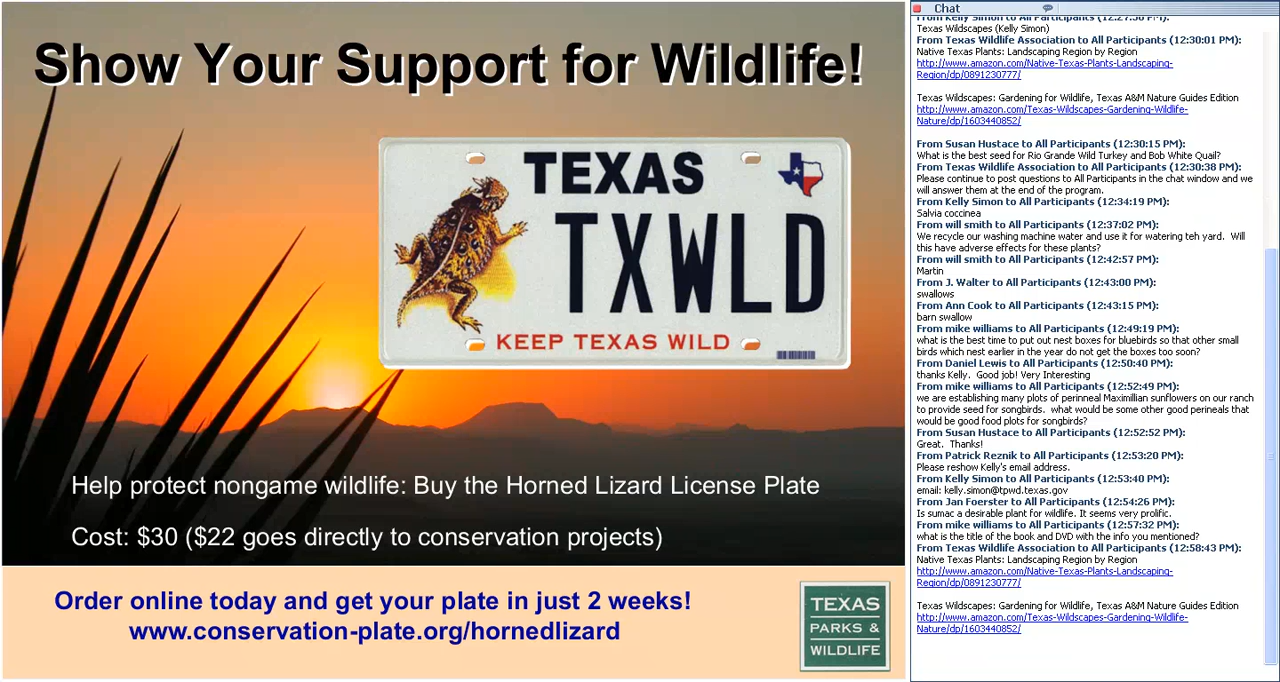 Show Your Support for Wildlife!
TEXAS
TXWLD
KEEP TEXAS WILD
Help protect nongame wildlife: Buy the Horned Lizard License Plate
Cost: $30 ($22 goes directly to conservation projects)
Order online today and get your plate in just 2 weeks!
www.conservation-plate.org/hornedlizard
TEXAS
PARKS &
WILDLIFE
Chat
From Kelly Simon to All Participants (12:27:30 PM):
Texas Wildscapes (Kelly Simon)
From Texas Wildlife Association to All Participants (12:30:01 PM):
Native Texas Plants: Landscaping Region by Region
http://www.amazon.com/Native-Texas-Plants-Landscaping-
Region/dp/0891230777/
Texas Wildscapes: Gardening for Wildlife, Texas A&M Nature Guides Edition
http://www.amazon.com/Texas-Wildscapes-Gardening-Wildlife-
Nature/dp/1603440852/
From Susan Hustace to All Participants (12:30:15 PM):
What is the best seed for Rio Grande Wild Turkey and Bob White Quail?
From Texas Wildlife Association to All Participants (12:30:38 PM):
Please continue to post questions to All Participants in the chat window and we
will answer them at the end of the program.
From Kelly Simon to All Participants (12:34:19 PM):
Salvia coccinea
From will smith to All Participants (12:37:02 PM):
We recycle our washing machine water and use it for watering teh yard.  Will
this have adverse effects for these plants?
From will smith to All Participants (12:42:57 PM):
Martin
From J. Walter to All Participants (12:43:00 PM):
swallows
From Ann Cook to All Participants (12:43:15 PM):
barn swallow
From mike williams to All Participants (12:49:19 PM):
what is the best time to put out nest boxes for bluebirds so that other small
birds which nest earlier in the year do not get the boxes too soon?
From Daniel Lewis to All Participants (12:50:40 PM):
thanks Kelly.  Good job! Very Interesting
From mike williams to All Participants (12:52:49 PM):
we are establishing many plots of perinneal Maximillian sunflowers on our ranch
to provide seed for songbirds.  what would be some other good perineals that
would be good food plots for songbirds?
From Susan Hustace to All Participants (12:52:52 PM):
Great.  Thanks!
From Patrick Reznik to All Participants (12:53:20 PM):
Please reshow Kelly's email address.
From Kelly Simon to All Participants (12:53:40 PM):
email: kelly.simon@tpwd.texas.gov
From Jan Foerster to All Participants (12:54:26 PM):
Is sumac a desirable plant for wildlife. It seems very prolific.
From mike williams to All Participants (12:57:32 PM):
what is the title of the book and DVD with the info you mentioned?
From Texas Wildlife Association to All Participants (12:58:43 PM):
Native Texas Plants: Landscaping Region by Region
http://www.amazon.com/Native-Texas-Plants-Landscaping-
Region/dp/0891230777/
Texas Wildscapes: Gardening for Wildlife, Texas A&M Nature Guides Edition
http://www.amazon.com/Texas-Wildscapes-Gardening-Wildlife-
Nature/dp/1603440852/